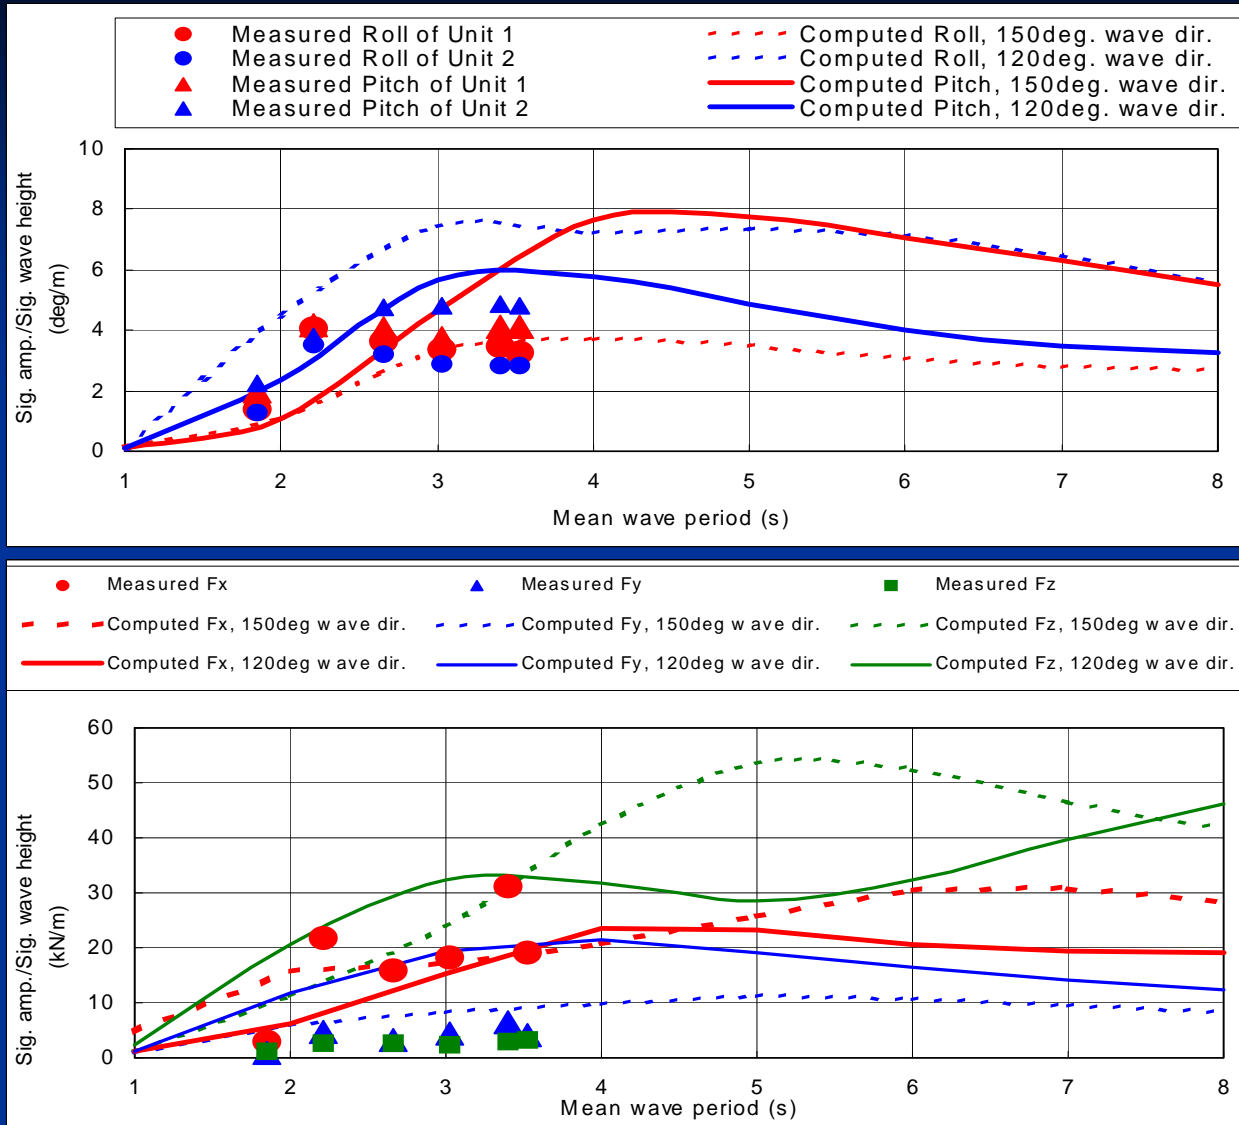 Measured Roll of Unit 1 Computed Roll, 150deg. wave dir.
Measured Roll of Unit 2 Computed Roll, 120deg. wave dir.
Measured Pitch of Unit 1 Computed Pitch, 150deg. wave dir.
Measured Pitch of Unit 2 Computed Pitch, 120deg. wave dir.
Sig. amp./Sig. wave height
(deg/m)
10
8
6
4
2
0
1 2 3 4 5 6 7 8
Mean wave period (s)
Measured Fx Measured Fy Measured Fz
Computed Fx, 150deg wave dir. Computed Fy, 150deg wave dir. Computed Fz, 150deg wave dir.
Computed Fx, 120deg wave dir. Computed Fy, 120deg wave dir. Computed Fz, 120deg wave dir.
Sig. amp./Sig. wave height
(kN/m)
60
50
40
30
20
10
0
1 2 3 4 5 6 7 8
Mean wave period (s)